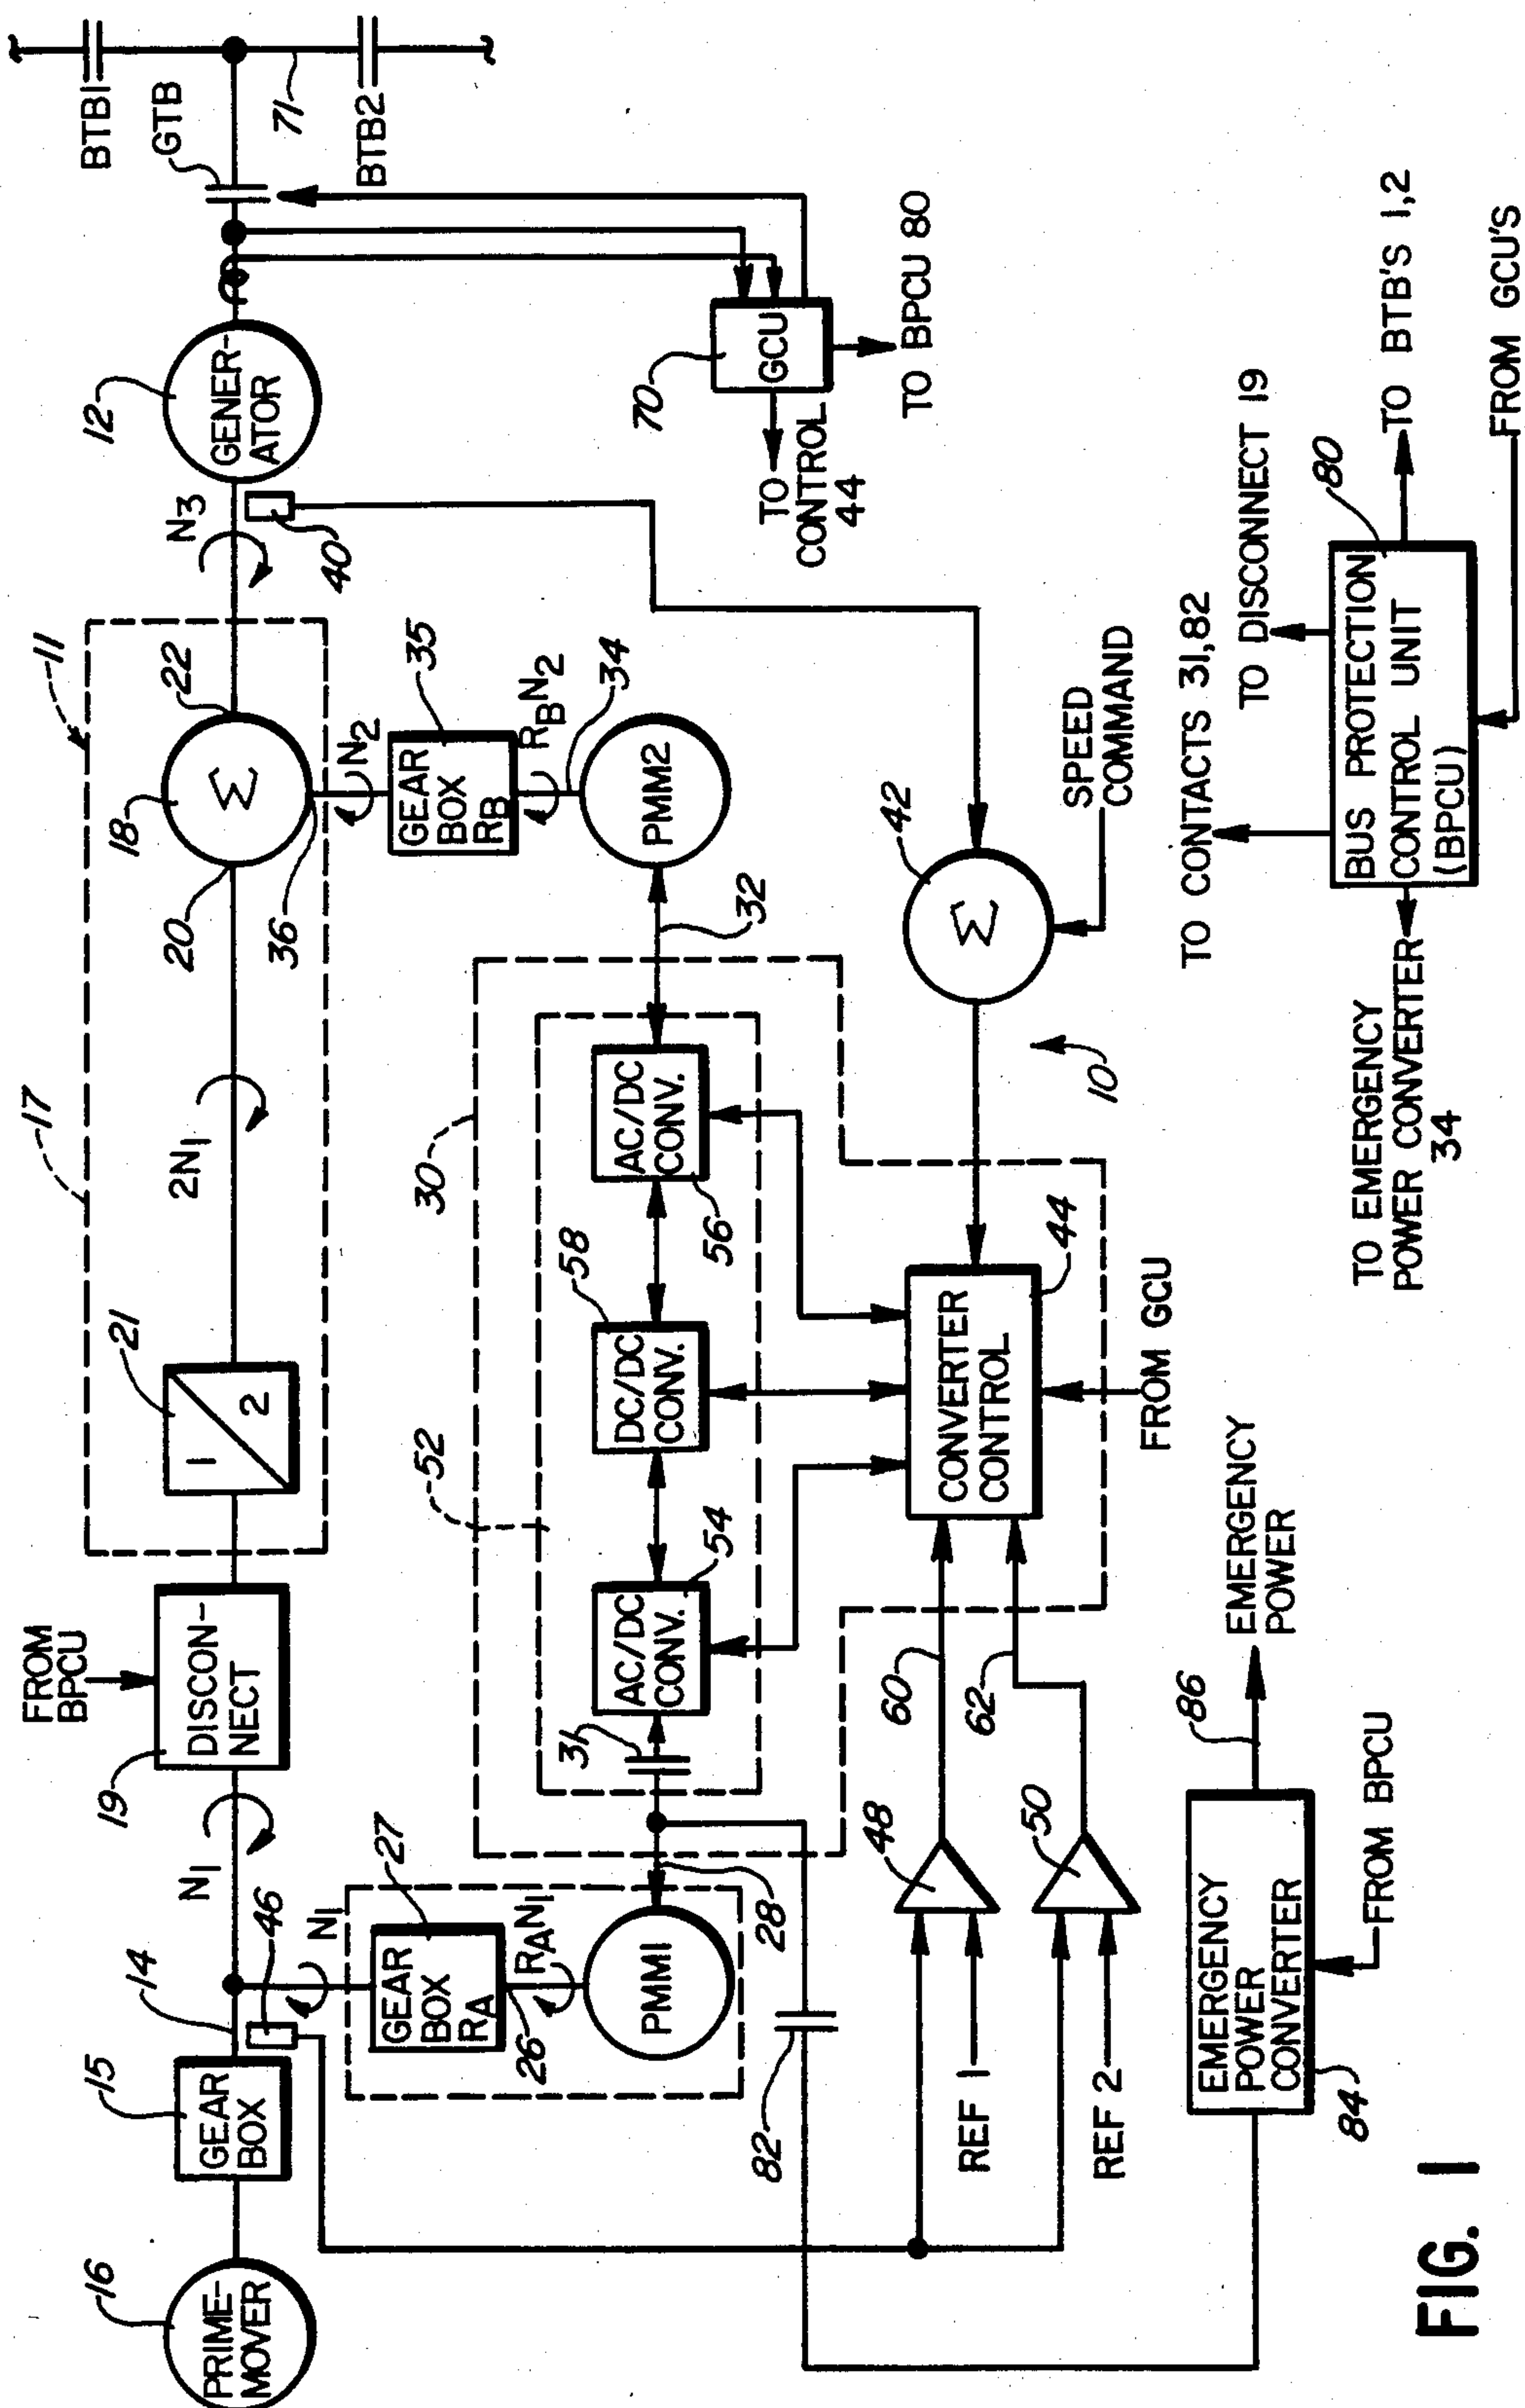 16
PRIME-
MOVER
15
GEAR
BOX
14
46
N1
19
DISCON-
NECT
FROM
BPCU
17
21
1
2
2N1
11
18
20
22
36
Σ
N3
40
12
GENER-
ATOR
GTB
BTB1
71
BTB2
N1
27
GEAR
BOX
RA
26
RAN1
PMM1
28
30
52
31
54
AC/DC
CONV.
58
DC/DC
CONV.
56
AC/DC
CONV.
32
N2
35
GEAR
BOX
RB
RBN2
34
PMM2
70
GCU
TO
CONTROL
44
TO BPCU 80
82
48
60
REF 1
50
62
REF 2
CONVERTER
CONTROL
44
FROM GCU
10
42
Σ
SPEED
COMMAND
EMERGENCY
POWER
CONVERTER
84
86
EMERGENCY
POWER
FROM BPCU
TO CONTACTS 31,82
TO DISCONNECT 19
80
BUS PROTECTION
CONTROL UNIT
(BPCU)
TO BTB'S 1,2
TO EMERGENCY
POWER CONVERTER
34
FROM GCU'S
FIG. 1